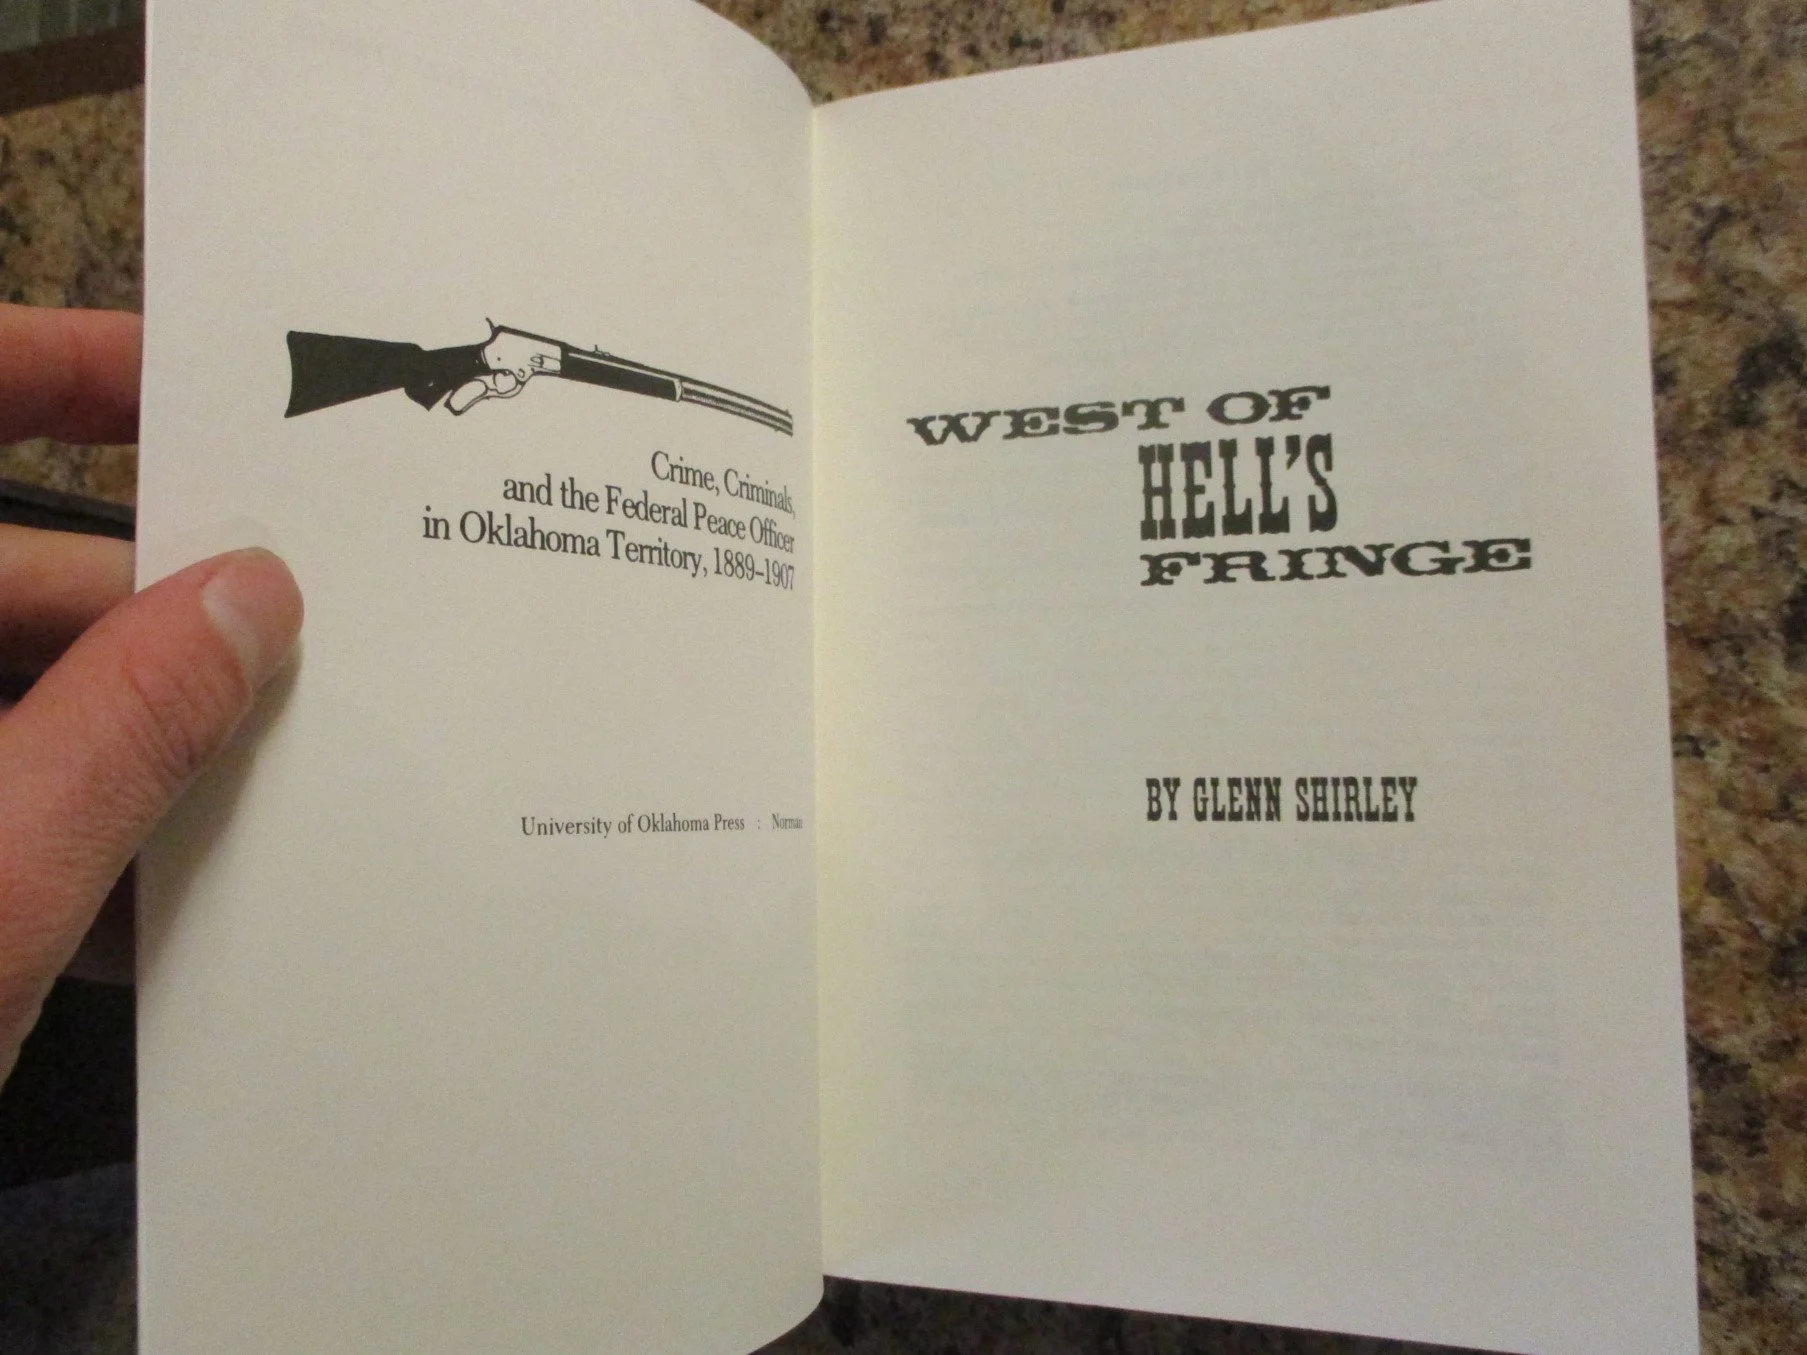 Crime, Criminals,
and the Federal Peace Officer
in Oklahoma Territory, 1889–1907
University of Oklahoma Press : Norman
WEST OF
HELL'S
FRINGE
BY GLENN SHIRLEY